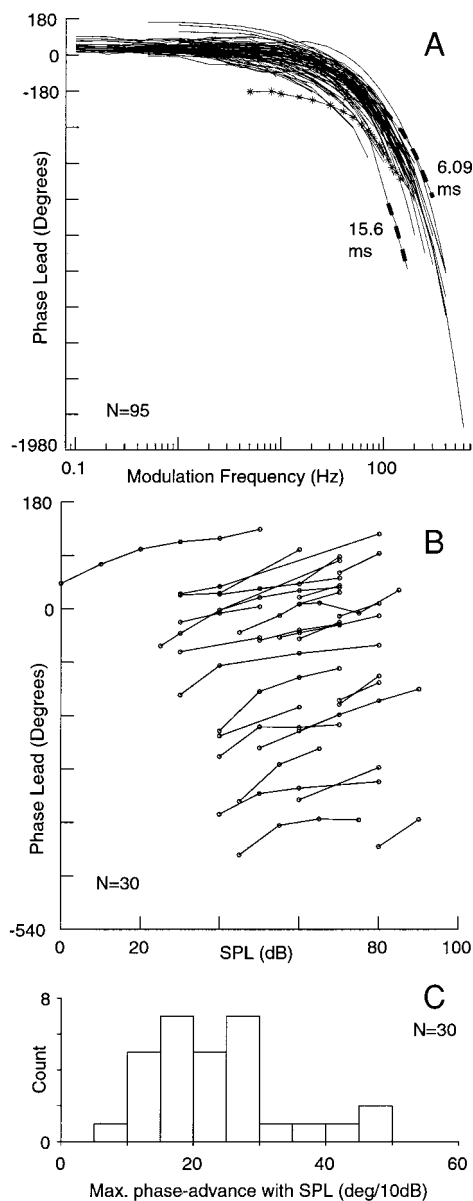 180
A
0
-180
6.09
ms
15.6
ms
Phase Lead (Degrees)
N=95
-1980
0.1
100
Modulation Frequency (Hz)
180
B
0
Phase Lead (Degrees)
N=30
-540
0
20
40
60
80
100
SPL (dB)
8
C
N=30
Count
0
0
20
40
60
Max. phase-advance with SPL (deg/10dB)